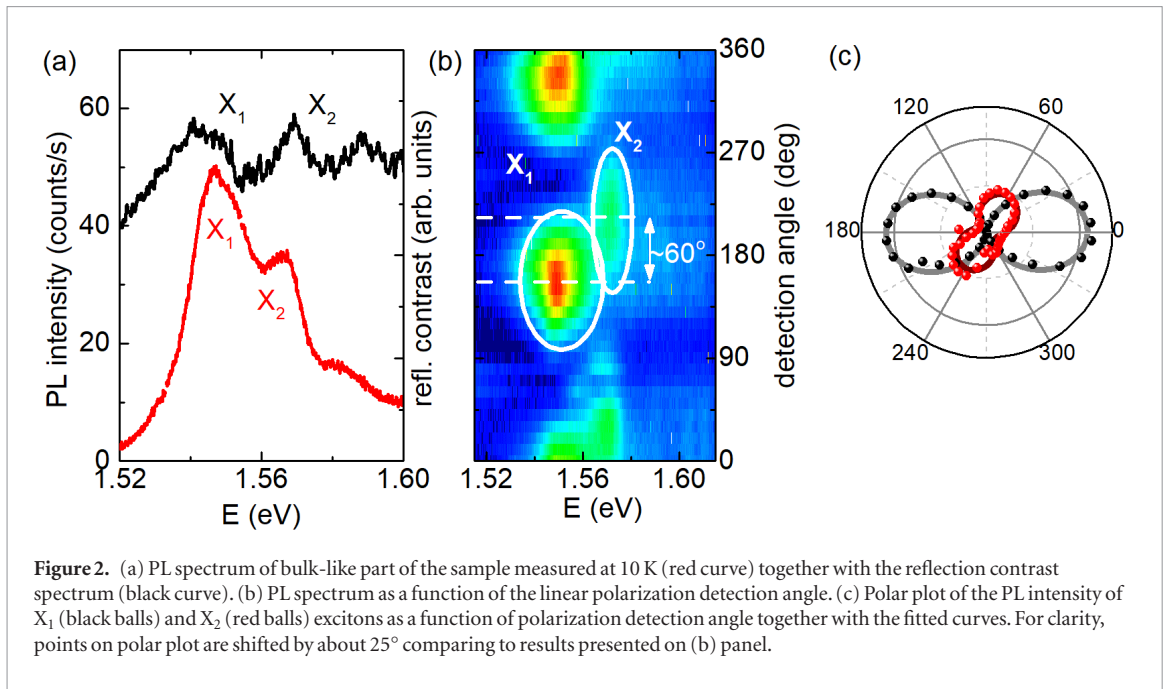 (a)
PL intensity (counts/s)
60
40
20
0
X1
X2
X1
X2
1.52
1.56
1.60
E (eV)
refl. contrast (arb. units)
(b)
X1
X2
~60°
1.52
1.56
1.60
E (eV)
360
270
180
90
0
detection angle (deg)
(c)
120
60
180
0
240
300
Figure 2. (a) PL spectrum of bulk-like part of the sample measured at 10 K (red curve) together with the reflection contrast
spectrum (black curve). (b) PL spectrum as a function of the linear polarization detection angle. (c) Polar plot of the PL intensity of
X1 (black balls) and X2 (red balls) excitons as a function of polarization detection angle together with the fitted curves. For clarity,
points on polar plot are shifted by about 25° comparing to results presented on (b) panel.